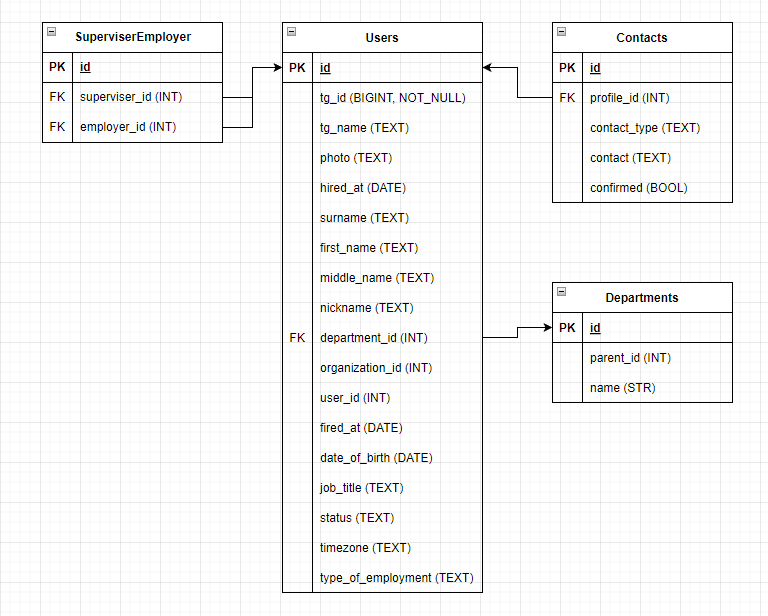 SuperviserEmployer
PK id
FK superviser_id (INT)
FK employer_id (INT)
Users
PK id
tg_id (BIGINT, NOT_NULL)
tg_name (TEXT)
photo (TEXT)
hired_at (DATE)
surname (TEXT)
first_name (TEXT)
middle_name (TEXT)
nickname (TEXT)
FK department_id (INT)
organization_id (INT)
user_id (INT)
fired_at (DATE)
date_of_birth (DATE)
job_title (TEXT)
status (TEXT)
timezone (TEXT)
type_of_employment (TEXT)
Contacts
PK id
FK profile_id (INT)
contact_type (TEXT)
contact (TEXT)
confirmed (BOOL)
Departments
PK id
parent_id (INT)
name (STR)